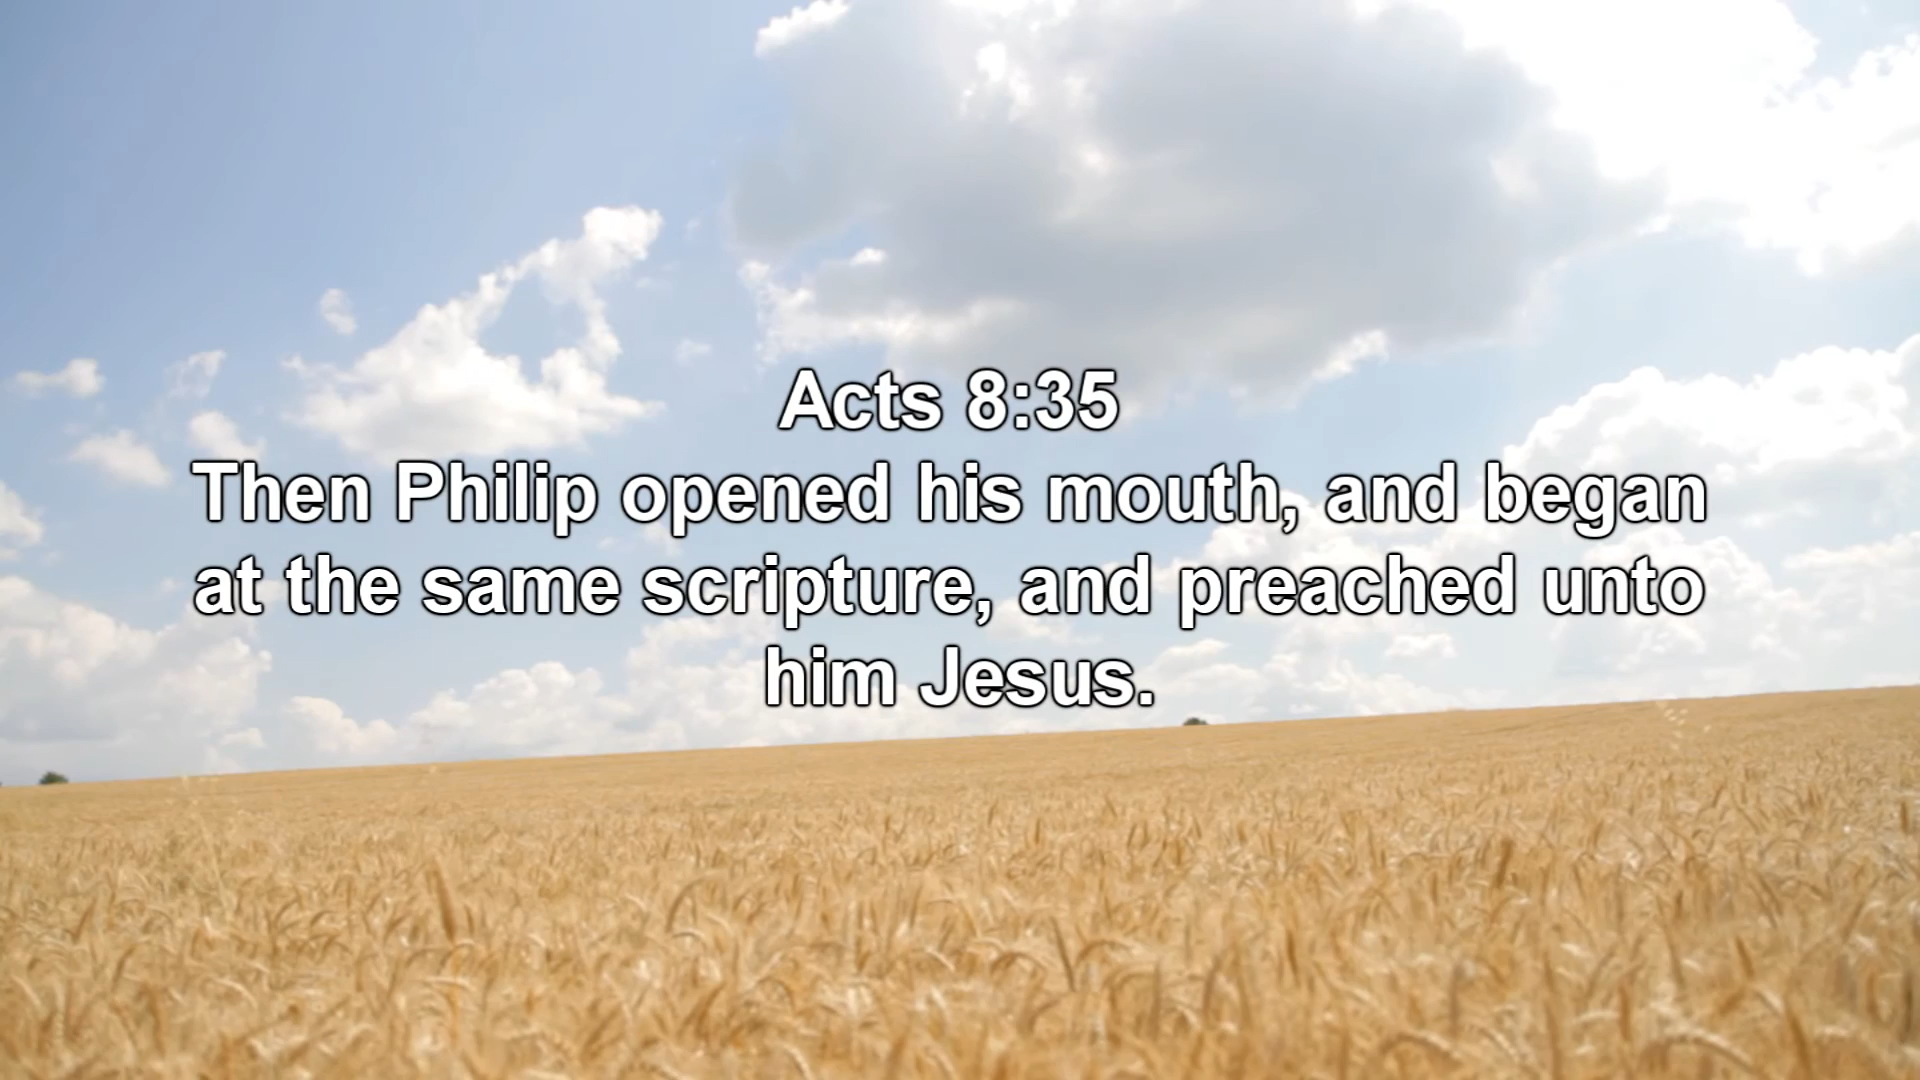 Acts 8:35
Then Philip opened his mouth, and began
at the same scripture, and preached unto
him Jesus.